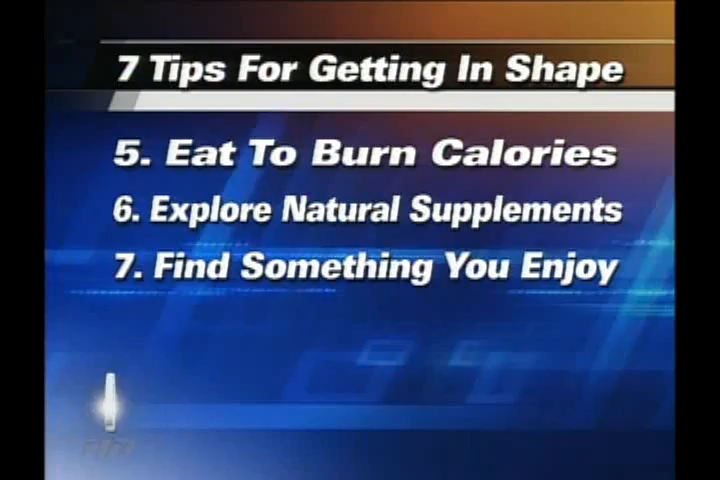 7 Tips For Getting In Shape
5. Eat To Burn Calories
6. Explore Natural Supplements
7. Find Something You Enjoy